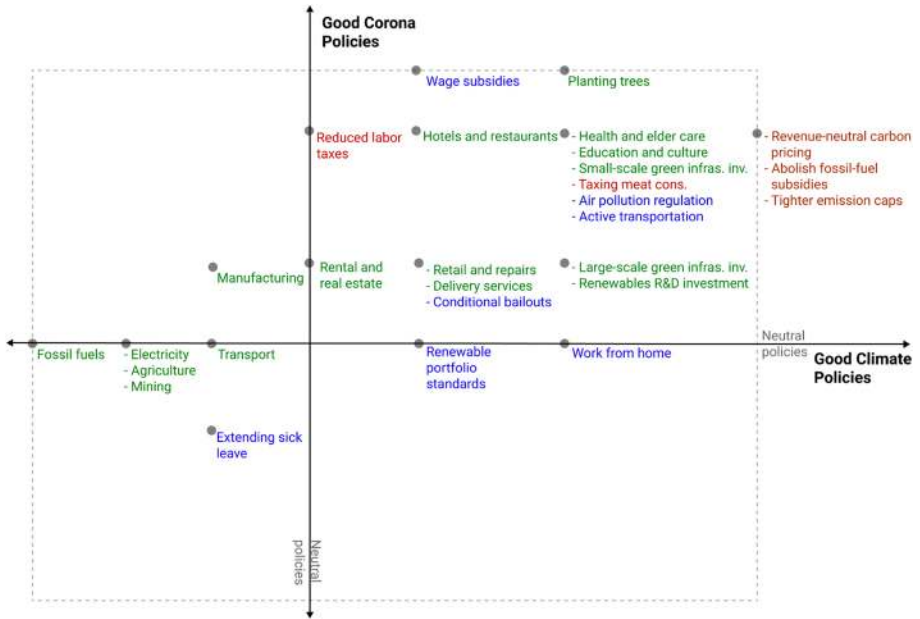 Good Corona
Policies
Wage subsidies
Planting trees
Reduced labor
taxes
Hotels and restaurants
- Health and elder care
- Education and culture
- Small-scale green infras. inv.
- Taxing meat cons.
- Air pollution regulation
- Active transportation
- Revenue-neutral carbon
pricing
- Abolish fossil-fuel
subsidies
- Tighter emission caps
Manufacturing
Rental and
real estate
- Retail and repairs
- Delivery services
- Conditional bailouts
- Large-scale green infras. inv.
- Renewables R&D investment
Fossil fuels
- Electricity
- Agriculture
- Mining
Transport
Renewable
portfolio
standards
Work from home
Neutral
policies
Good Climate
Policies
Extending sick
leave
Neutral
policies